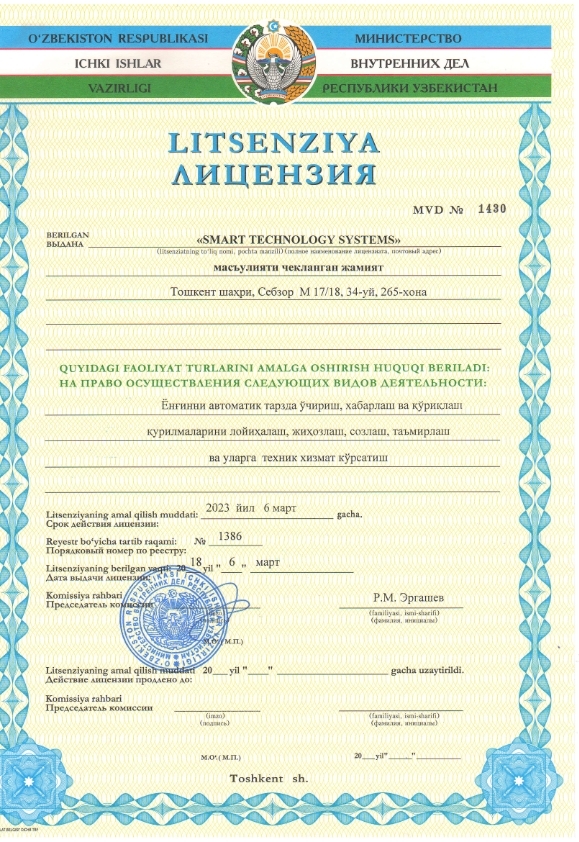 O'ZBEKISTON RESPUBLIKASI
ICHKI ISHLAR
VAZIRLIGI
МИНИСТЕРСТВО
ВНУТРЕННИХ ДЕЛ
РЕСПУБЛИКИ УЗБЕКИСТАН
LITSENZIYA
ЛИЦЕНЗИЯ
MVD № 1430
BERILGAN
ВЫДАНА
«SMART TECHNOLOGY SYSTEMS»
(litsenziatning to'liq nomi, pochta manzili) (полное наименование лицензиата, почтовый адрес)
масъулияти чекланган жамият
Тошкент шаҳри, Себзор М 17/18, 34-уй, 265-хона
QUYIDAGI FAOLIYAT TURLARINI AMALGA OSHIRISH HUQUQI BERILADI:
НА ПРАВО ОСУЩЕСТВЛЕНИЯ СЛЕДУЮЩИХ ВИДОВ ДЕЯТЕЛЬНОСТИ:
Ёнғинни автоматик тарзда ўчириш, хабарлаш ва қўриқлаш
қурилмаларини лойиҳалаш, жиҳозлаш, созлаш, таъмирлаш
ва уларга техник хизмат кўрсатиш
Litsenziyaning amal qilish muddati: 2023 йил 6 март gacha.
Срок действия лицензии:
Reyestr bo'yicha tartib raqami: № 1386
Порядковый номер по реестру:
Litsenziyaning berilgan vaqti: 2018 yil " 6 " март
Дата выдачи лицензии:
Komissiya rahbari
Председатель комиссии
Р.М. Эргашев
(familiyasi, ismi-sharifi)
(фамилия, инициалы)
(М.П.)
Litsenziyaning amal qilish muddati 20___ yil "___" ___ gacha uzaytirildi.
Действие лицензии продлено до:
Komissiya rahbari
Председатель комиссии
(imzo)
(подпись)
(familiyasi, ismi-sharifi)
(фамилия, инициалы)
M.O'. (М.П.)
20___yil"___"___
Toshkent sh.